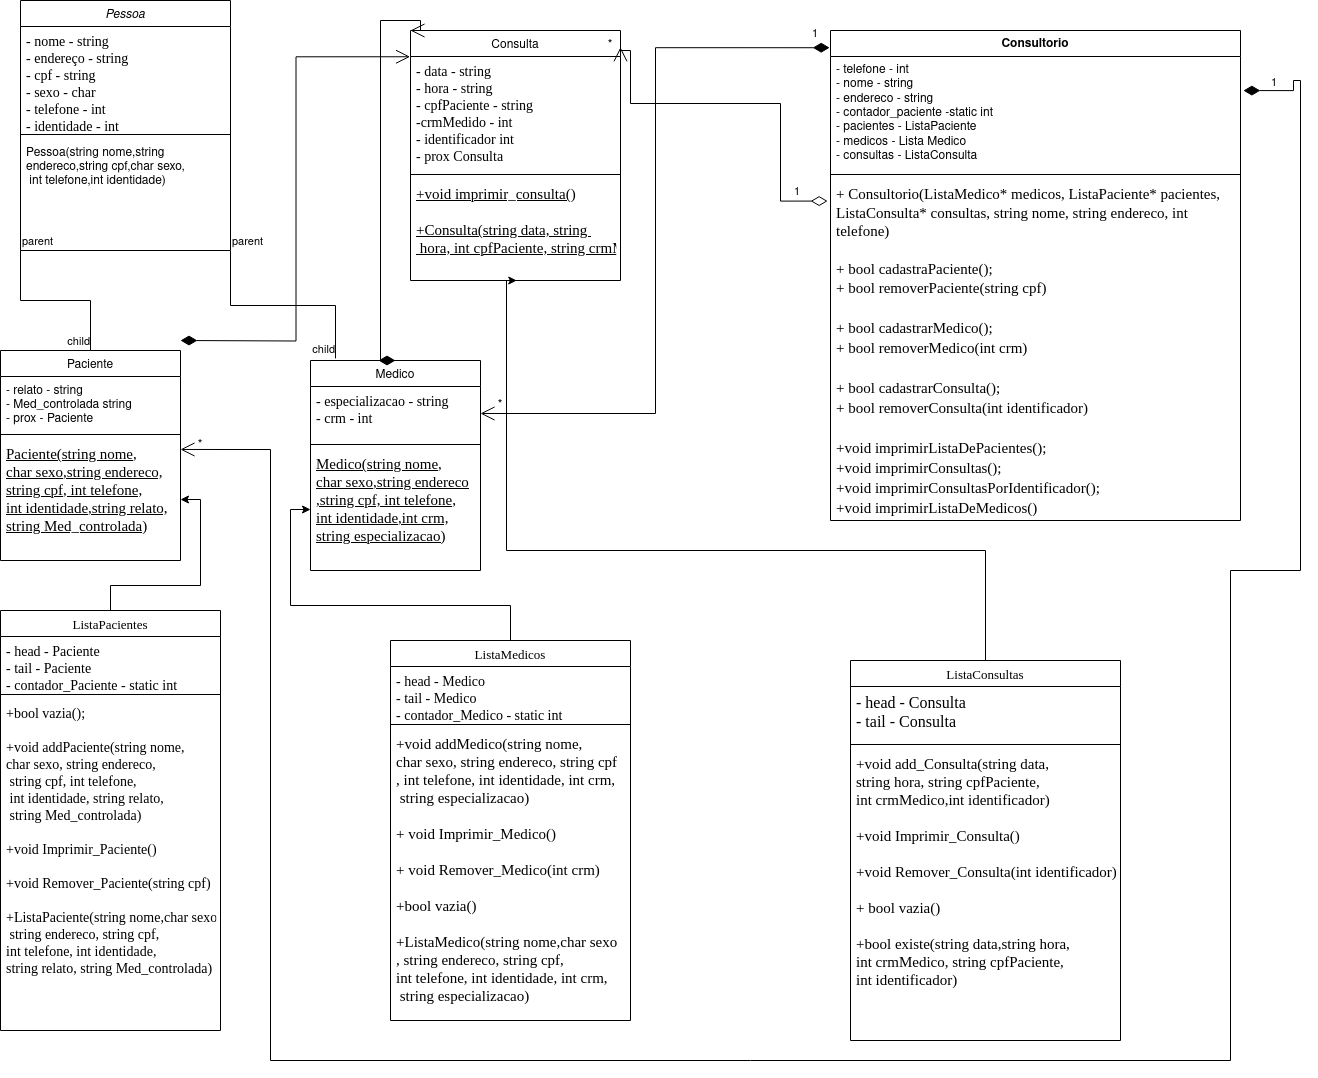 Pessoa
- nome - string
- endereço - string
- cpf - string
- sexo - char
- telefone - int
- identidade - int
Pessoa(string nome,string
endereco,string cpf,char sexo,
int telefone,int identidade)
parent
parent
child
child
Consulta
*
- data - string
- hora - string
- cpfPaciente - string
-crmMedido - int
- identificador int
- prox Consulta
+void imprimir_consulta()
+Consulta(string data, string
hora, int cpfPaciente, string crmM
1
Consultorio
- telefone - int
- nome - string
- endereco - string
- contador_paciente -static int
- pacientes - ListaPaciente
- medicos - Lista Medico
- consultas - ListaConsulta
1
1
+ Consultorio(ListaMedico* medicos, ListaPaciente* pacientes,
ListaConsulta* consultas, string nome, string endereco, int
telefone)
+ bool cadastraPaciente();
+ bool removerPaciente(string cpf)
+ bool cadastrarMedico();
+ bool removerMedico(int crm)
+ bool cadastrarConsulta();
+ bool removerConsulta(int identificador)
+void imprimirListaDePacientes();
+void imprimirConsultas();
+void imprimirConsultasPorIdentificador();
+void imprimirListaDeMedicos()
Paciente
- relato - string
- Med_controlada string
- prox - Paciente
*
Paciente(string nome,
char sexo,string endereco,
string cpf, int telefone,
int identidade,string relato,
string Med_controlada)
Medico
- especializacao - string
- crm - int
*
Medico(string nome,
char sexo,string endereco
,string cpf, int telefone,
int identidade,int crm,
string especializacao)
ListaPacientes
- head - Paciente
- tail - Paciente
- contador_Paciente - static int
+bool vazia();
+void addPaciente(string nome,
char sexo, string endereco,
string cpf, int telefone,
int identidade, string relato,
string Med_controlada)
+void Imprimir_Paciente()
+void Remover_Paciente(string cpf)
+ListaPaciente(string nome,char sexo
string endereco, string cpf,
int telefone, int identidade,
string relato, string Med_controlada)
ListaMedicos
- head - Medico
- tail - Medico
- contador_Medico - static int
+void addMedico(string nome,
char sexo, string endereco, string cpf
, int telefone, int identidade, int crm,
string especializacao)
+ void Imprimir_Medico()
+ void Remover_Medico(int crm)
+bool vazia()
+ListaMedico(string nome,char sexo
, string endereco, string cpf,
int telefone, int identidade, int crm,
string especializacao)
ListaConsultas
- head - Consulta
- tail - Consulta
+void add_Consulta(string data,
string hora, string cpfPaciente,
int crmMedico,int identificador)
+void Imprimir_Consulta()
+void Remover_Consulta(int identificador)
+ bool vazia()
+bool existe(string data,string hora,
int crmMedico, string cpfPaciente,
int identificador)